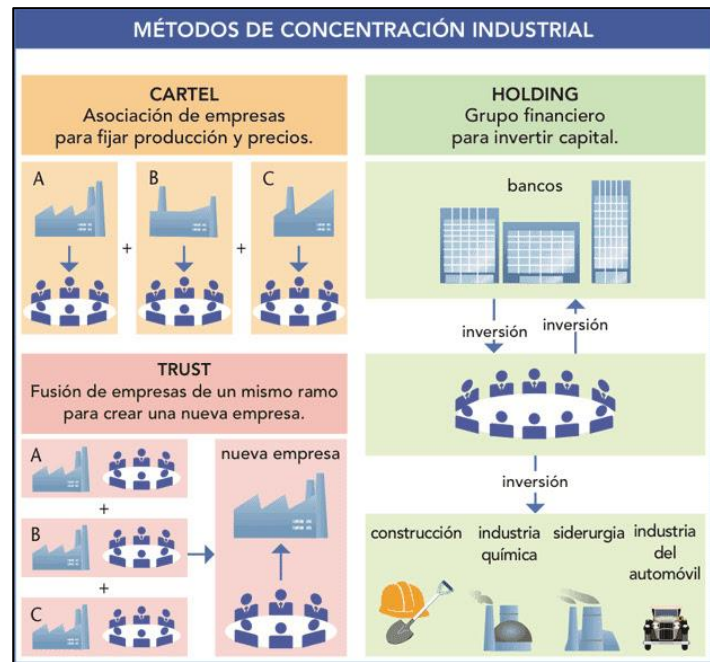 MÉTODOS DE CONCENTRACIÓN INDUSTRIAL
CARTEL
Asociación de empresas
para fijar producción y precios.
A
B
C
+
+
TRUST
Fusión de empresas de un mismo ramo
para crear una nueva empresa.
A
+
B
+
C
nueva empresa
HOLDING
Grupo financiero
para invertir capital.
bancos
inversión
inversión
inversión
construcción
industria
química
siderurgia
industria
del
automóvil